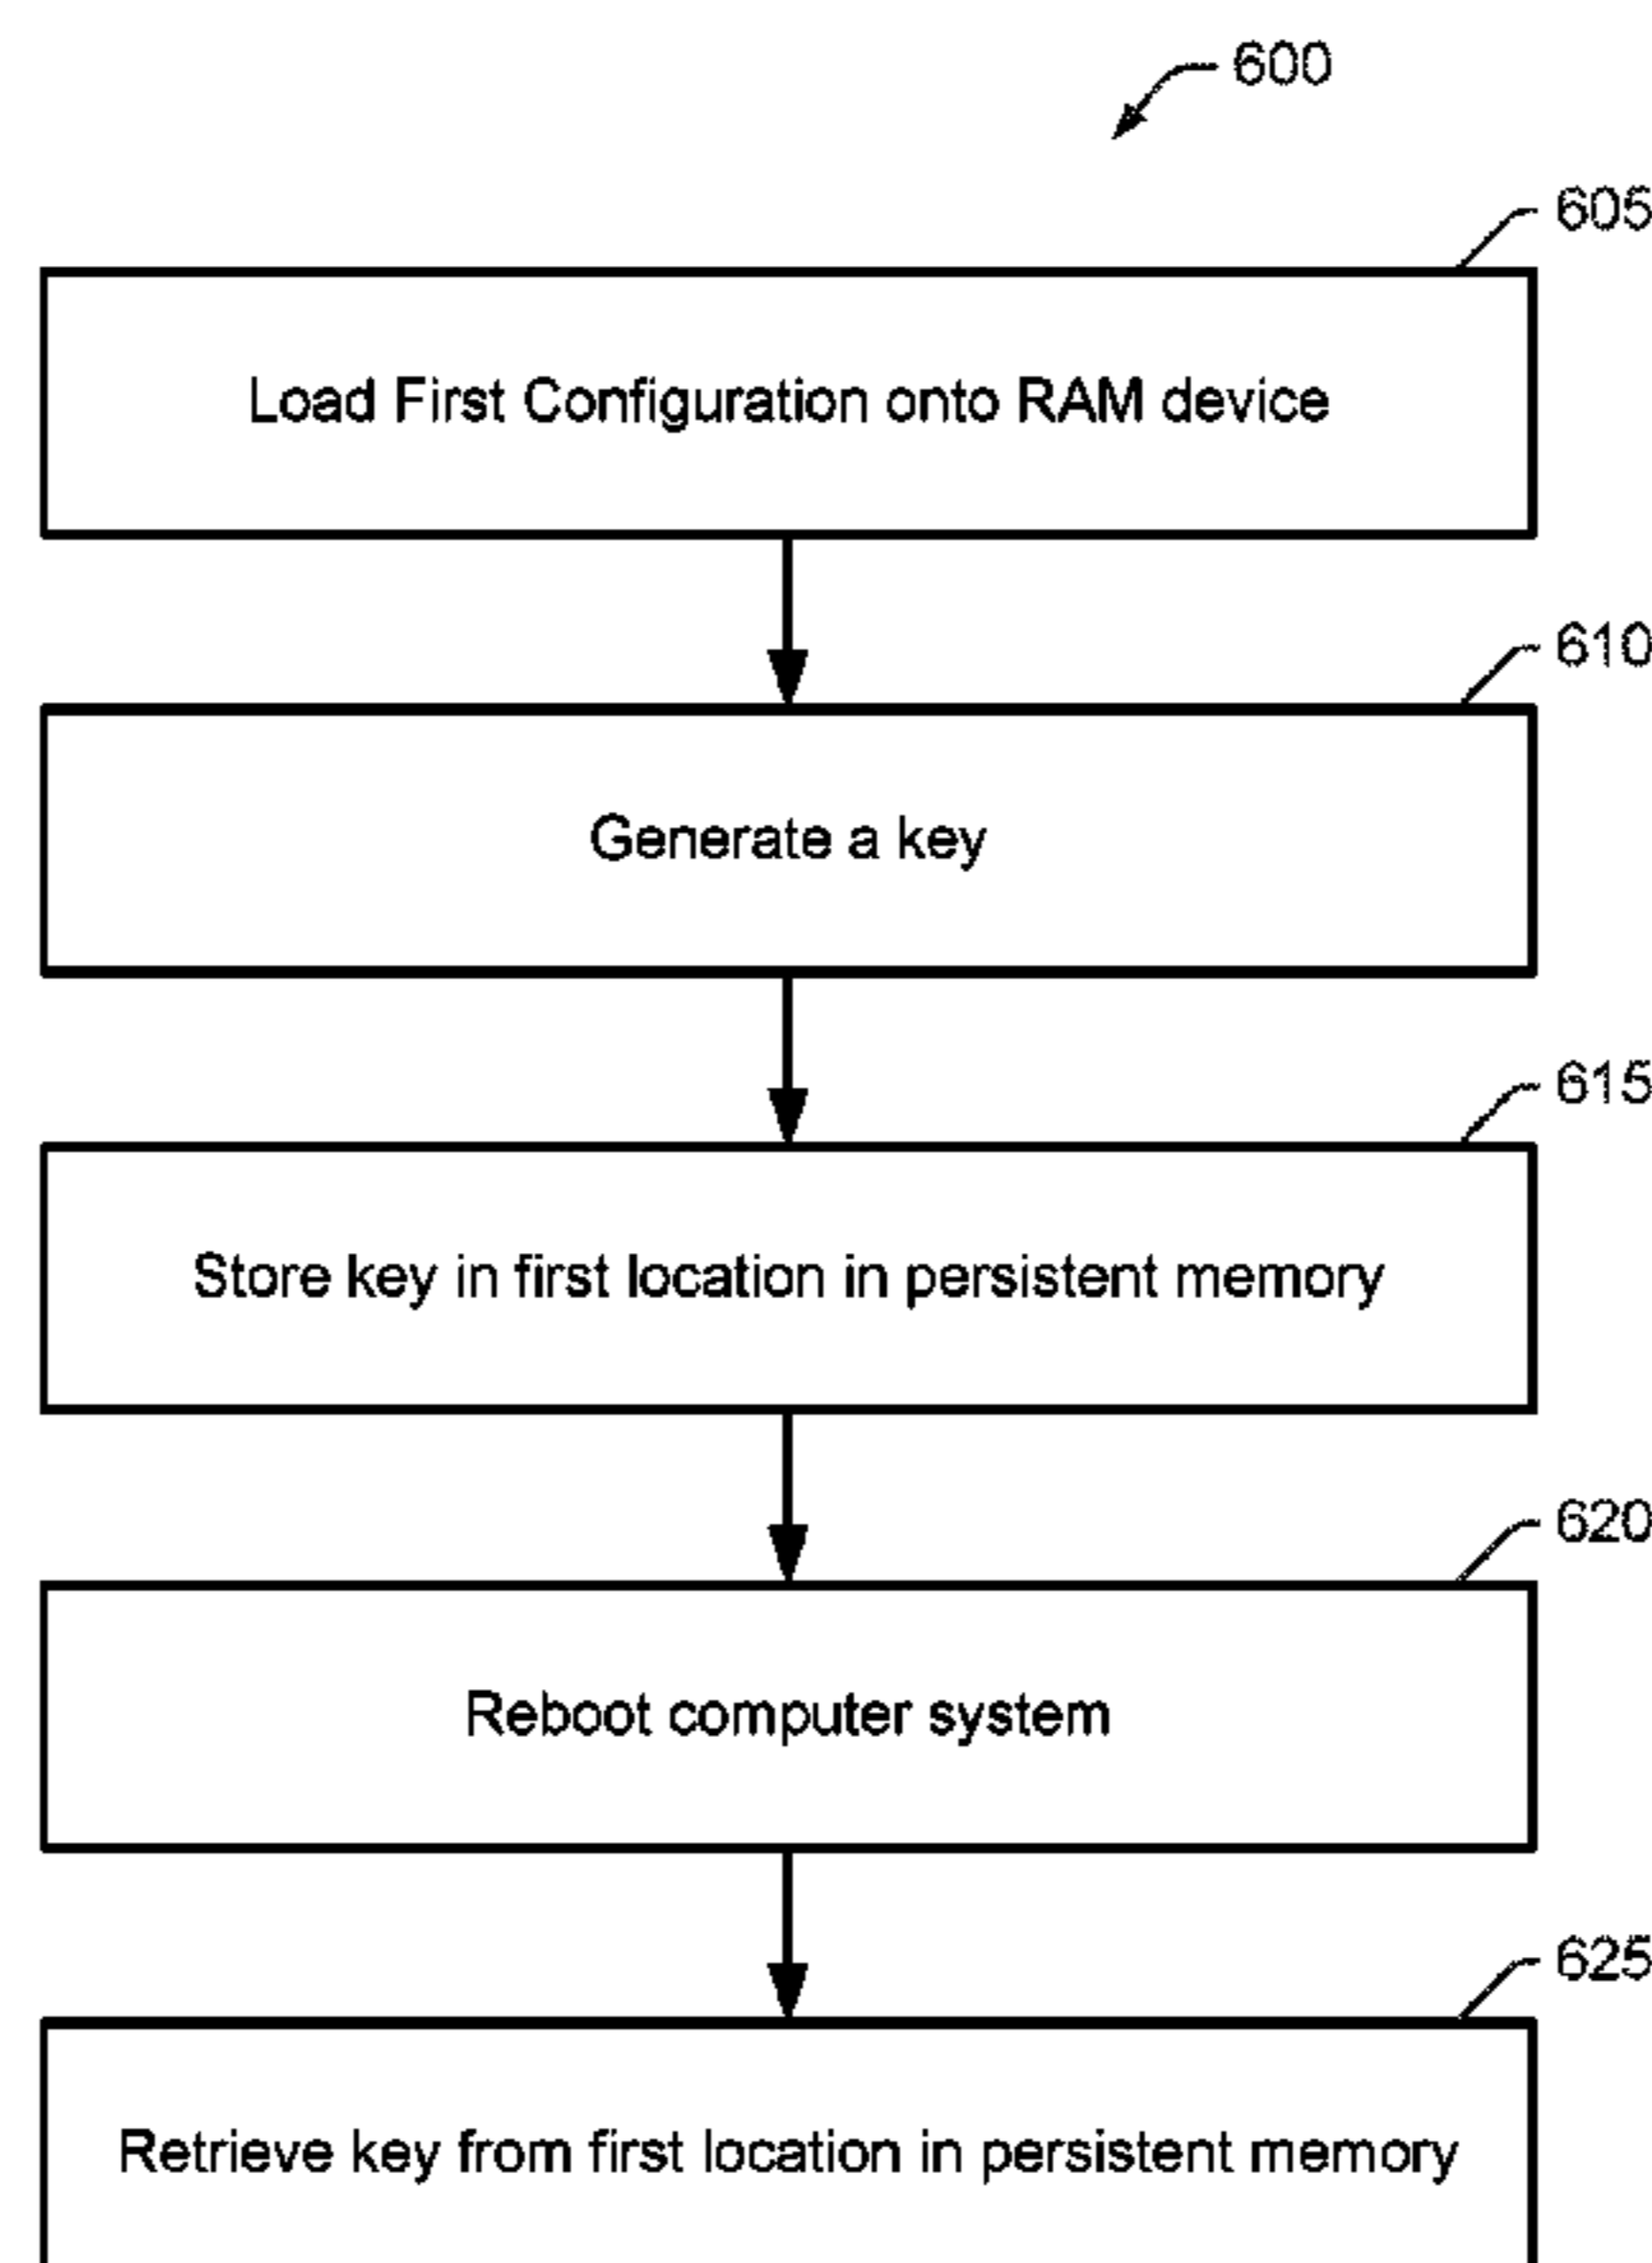 600
605
Load First Configuration onto RAM device
610
Generate a key
615
Store key in first location in persistent memory
620
Reboot computer system
625
Retrieve key from first location in persistent memory